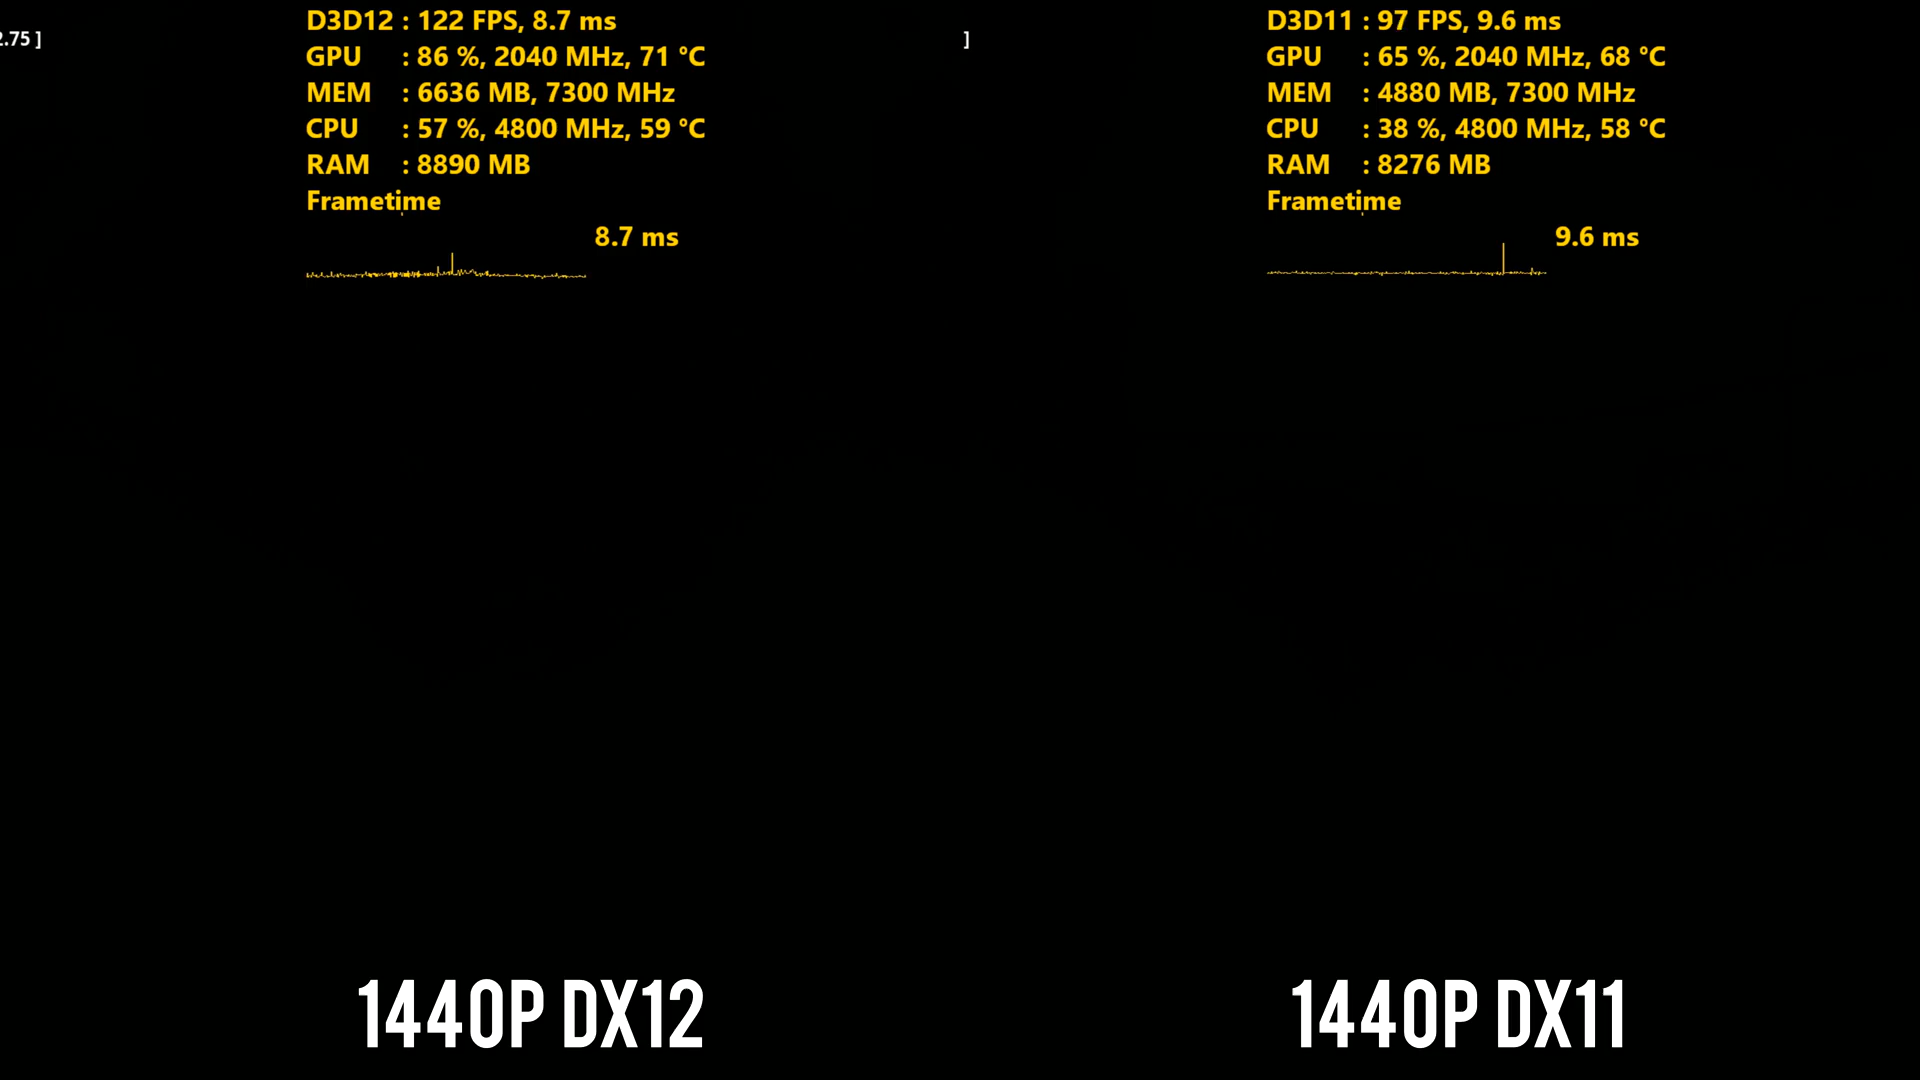 2.75 ]
D3D12 : 122 FPS, 8.7 ms
GPU : 86 %, 2040 MHz, 71 °C
MEM : 6636 MB, 7300 MHz
CPU : 57 %, 4800 MHz, 59 °C
RAM : 8890 MB
Frametime
8.7 ms
1440P DX12
]
D3D11 : 97 FPS, 9.6 ms
GPU : 65 %, 2040 MHz, 68 °C
MEM : 4880 MB, 7300 MHz
CPU : 38 %, 4800 MHz, 58 °C
RAM : 8276 MB
Frametime
9.6 ms
1440P DX11